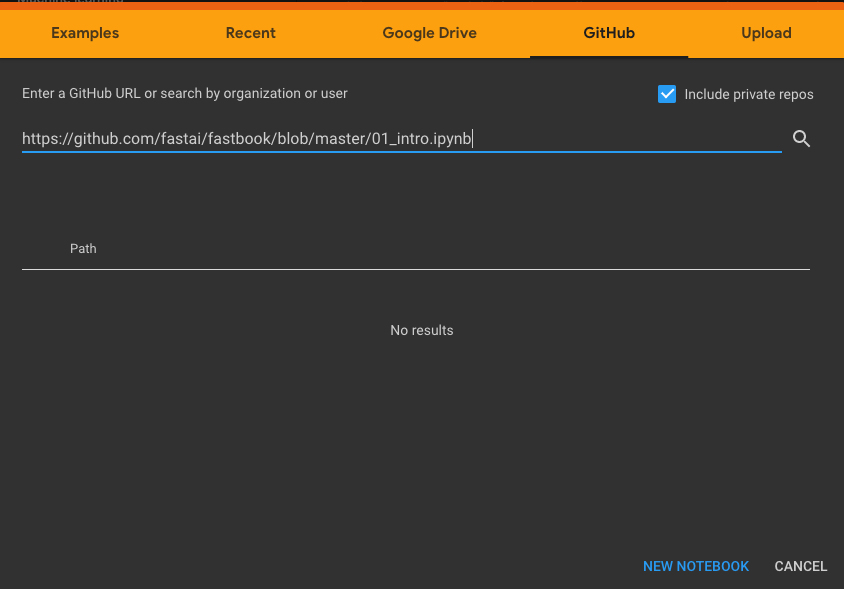 Examples Recent Google Drive GitHub Upload
Enter a GitHub URL or search by organization or user Include private repos
https://github.com/fastai/fastbook/blob/master/01_intro.ipynb
Path
No results
NEW NOTEBOOK CANCEL